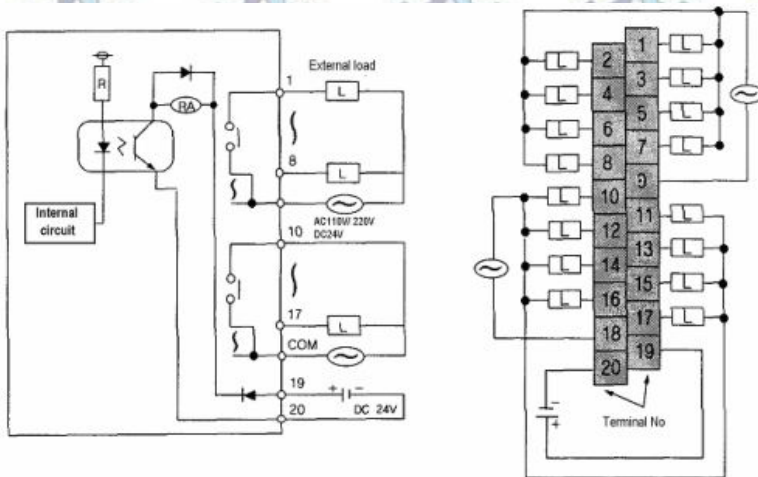 R
RA
Internal
circuit
External load
1
L
8
L
AC110V/ 220V
DC24V
10
17
L
COM
19
+ -
20
DC 24V
1
2
L
L
3
4
L
L
5
6
L
L
7
8
L
L
9
10
L
11
L
12
L
13
L
14
L
15
L
16
L
17
L
18
19
20
-
+
Terminal No